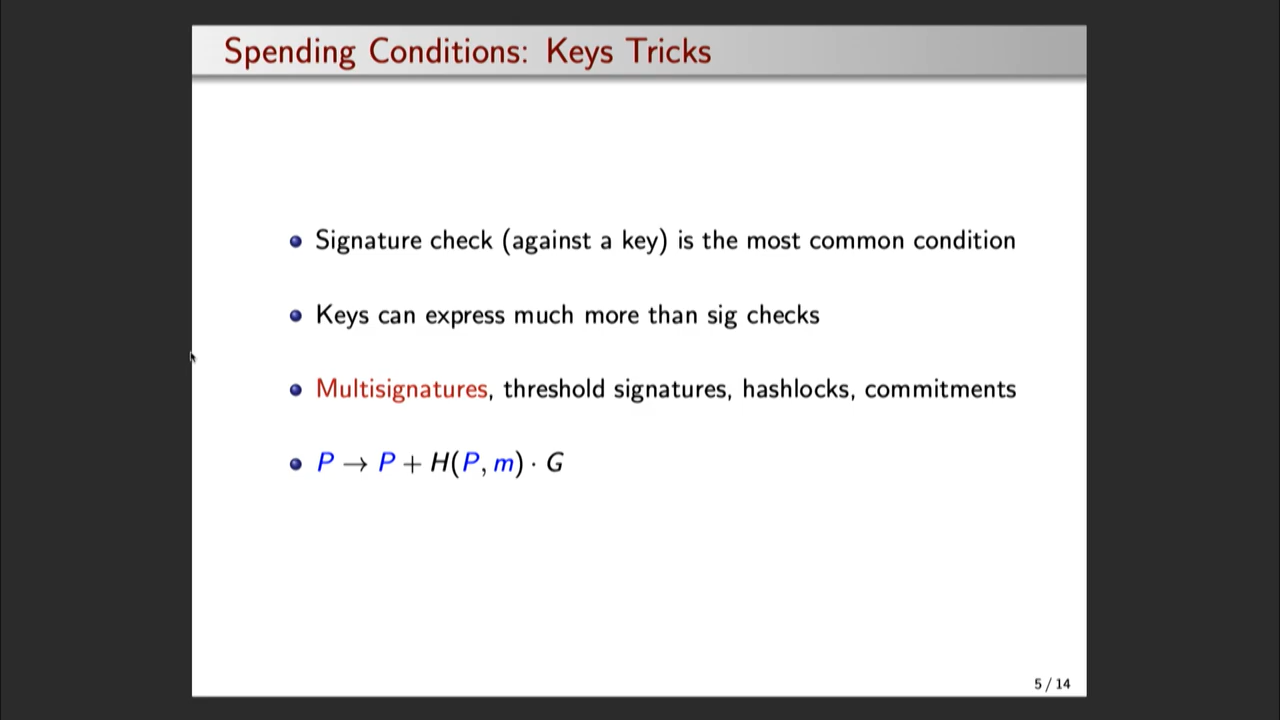 Spending Conditions: Keys Tricks
Signature check (against a key) is the most common condition
Keys can express much more than sig checks
Multisignatures, threshold signatures, hashlocks, commitments
P → P + H(P, m) · G
5 / 14